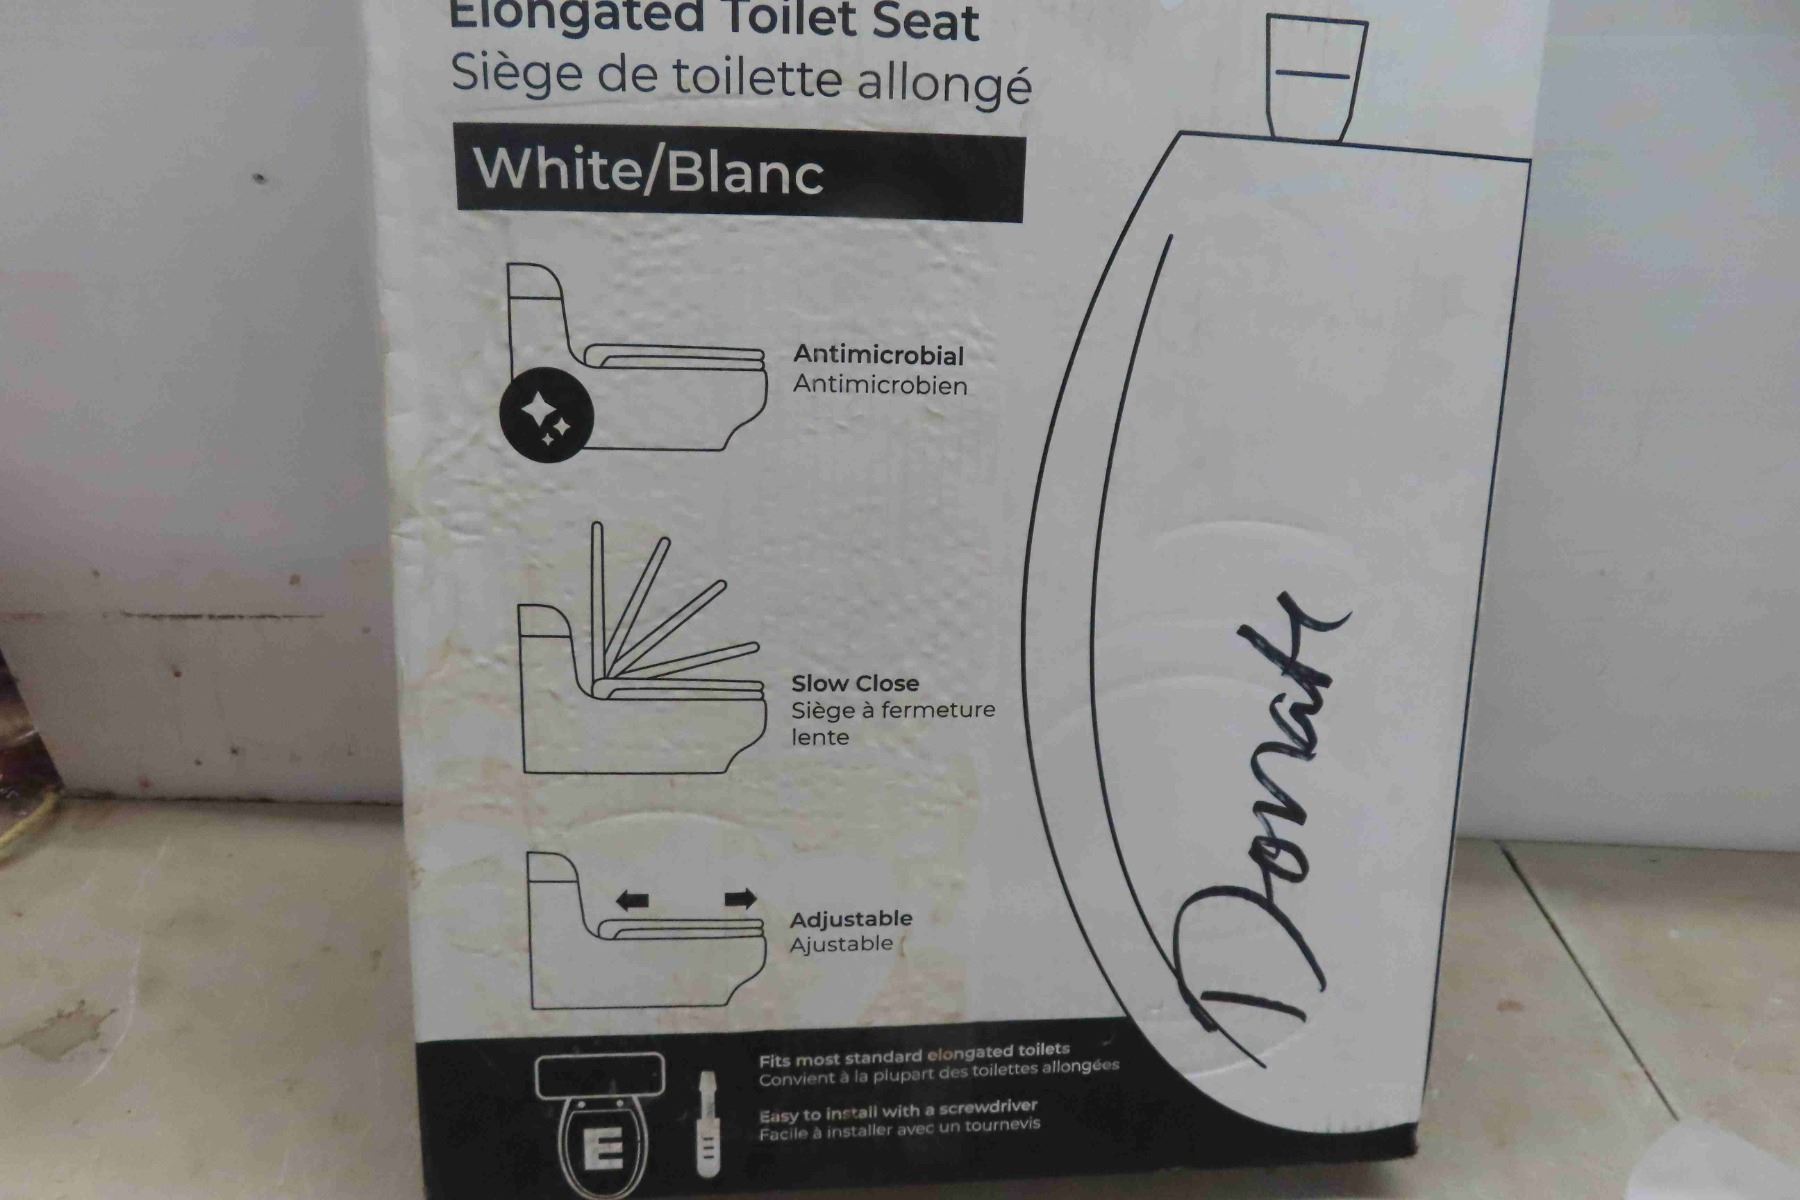 Elongated Toilet Seat
Siège de toilette allongé
White/Blanc
Antimicrobial
Antimicrobien
Slow Close
Siège à fermeture
lente
Adjustable
Ajustable
Fits most standard elongated toilets
Convient à la plupart des toilettes allongées
Easy to install with a screwdriver
Facile à installer avec un tournevis
E
Donat